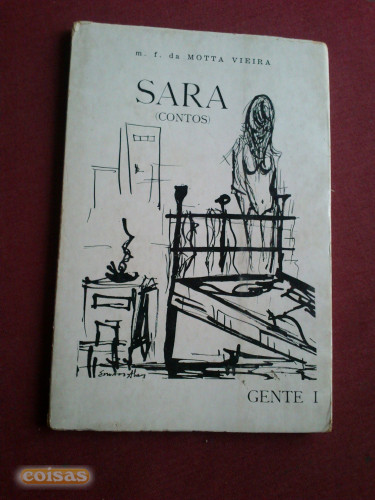 m. f. da MOTTA VIEIRA
SARA
(CONTOS)
GENTE I
coisas